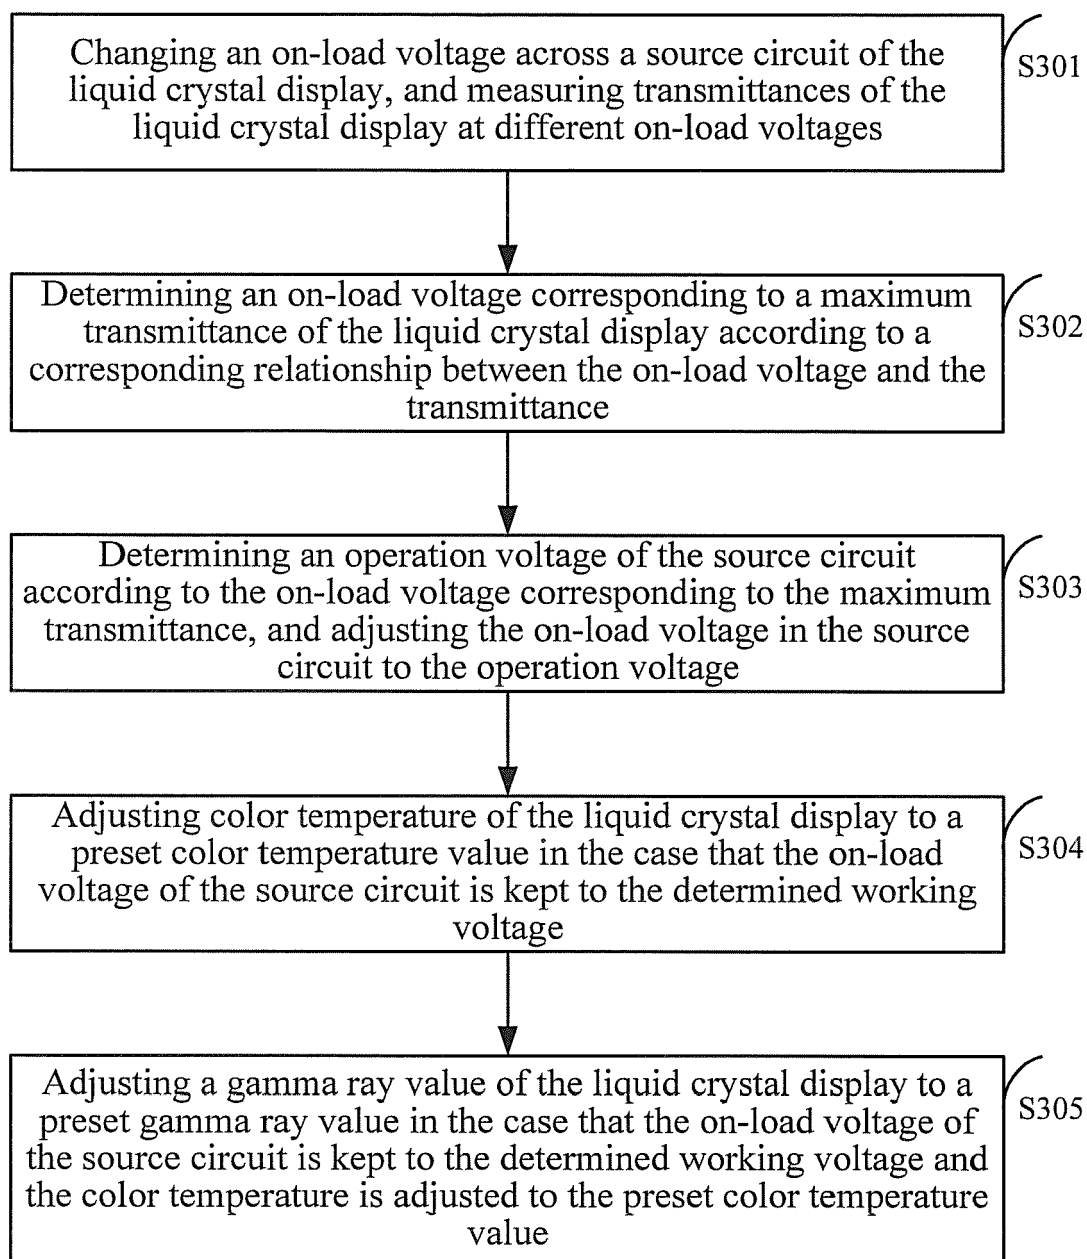 Changing an on-load voltage across a source circuit of the
liquid crystal display, and measuring transmittances of the
liquid crystal display at different on-load voltages
S301
Determining an on-load voltage corresponding to a maximum
transmittance of the liquid crystal display according to a
corresponding relationship between the on-load voltage and the
transmittance
S302
Determining an operation voltage of the source circuit
according to the on-load voltage corresponding to the maximum
transmittance, and adjusting the on-load voltage in the source
circuit to the operation voltage
S303
Adjusting color temperature of the liquid crystal display to a
preset color temperature value in the case that the on-load
voltage of the source circuit is kept to the determined working
voltage
S304
Adjusting a gamma ray value of the liquid crystal display to a
preset gamma ray value in the case that the on-load voltage of
the source circuit is kept to the determined working voltage and
the color temperature is adjusted to the preset color temperature
value
S305